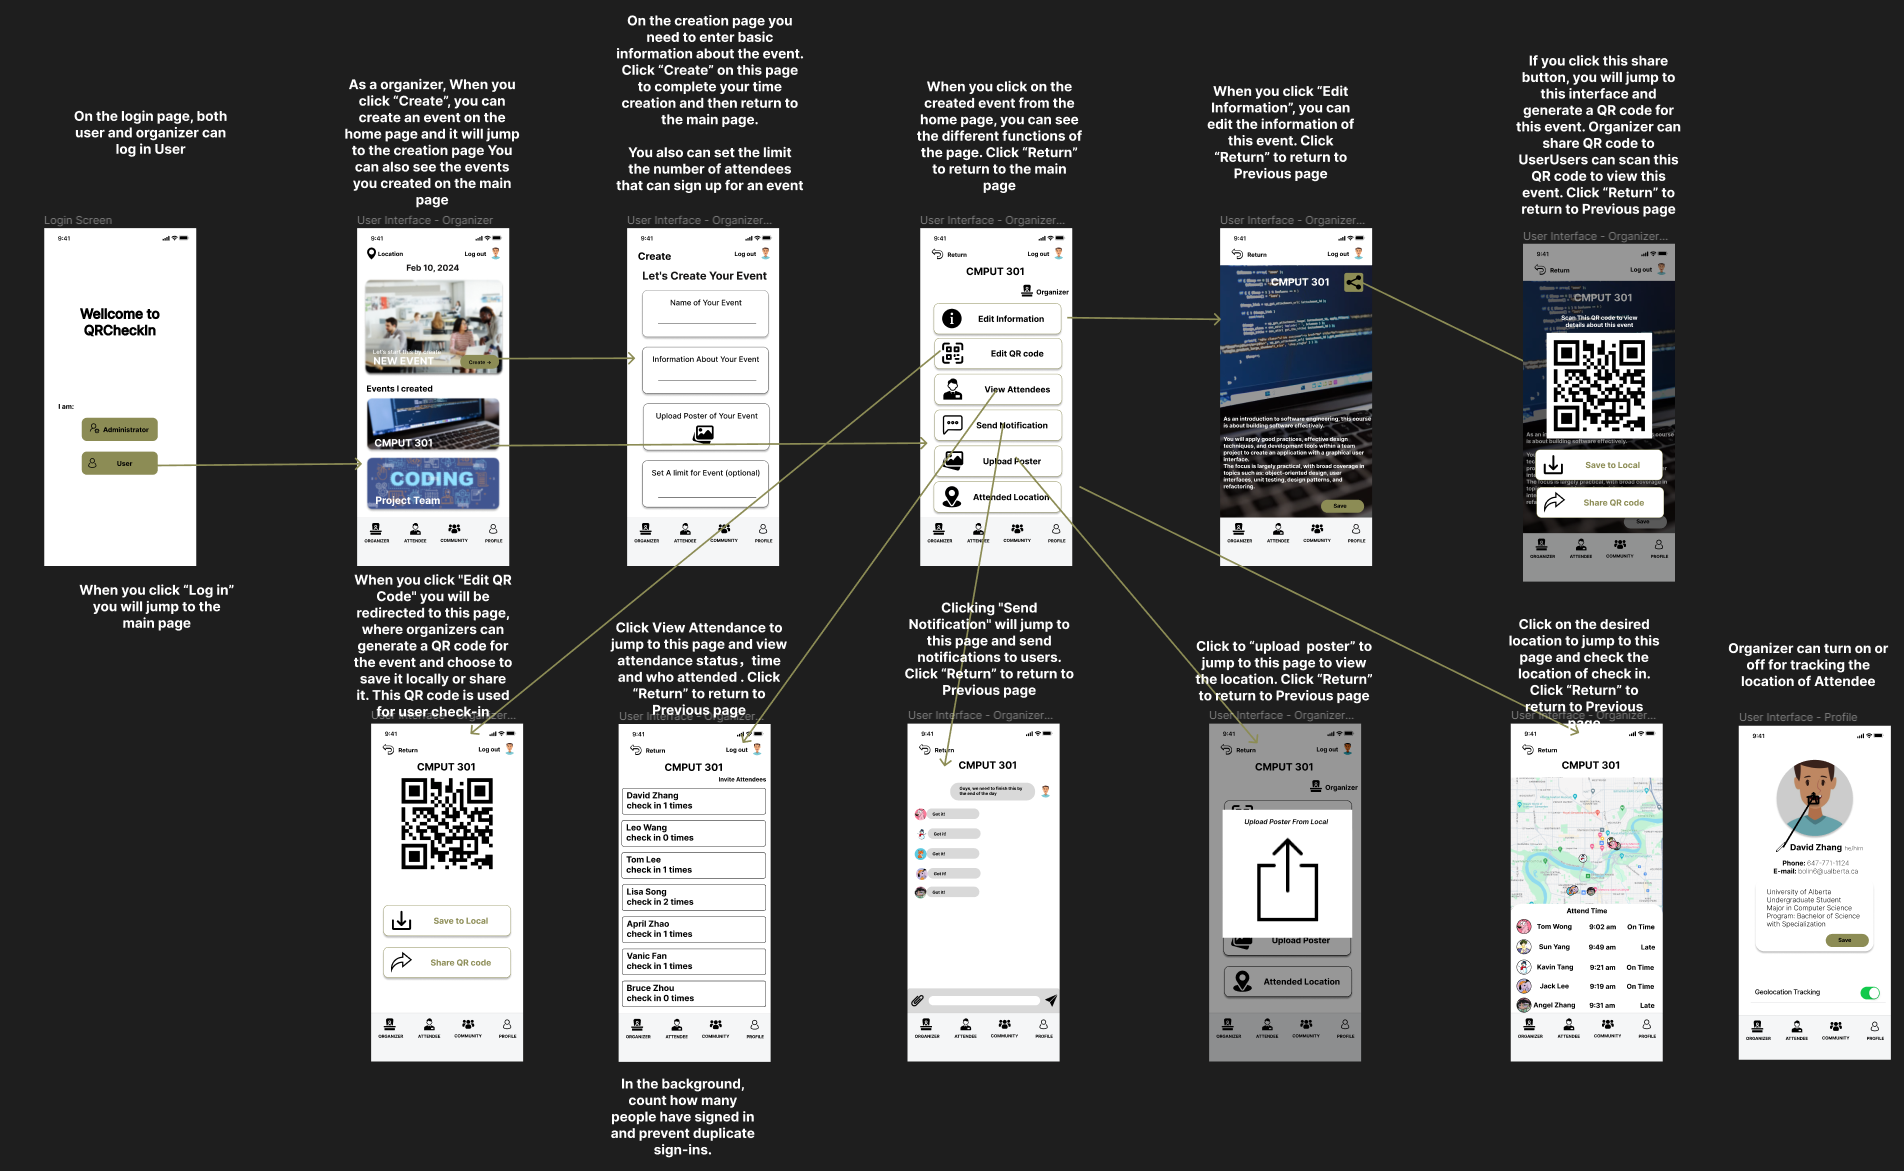 On the login page, both
user and organizer can
log in User
As a organizer, When you
click “Create”, you can
create an event on the
home page and it will jump
to the creation page You
can also see the events
you created on the main
page
On the creation page you
need to enter basic
information about the event.
Click “Create” on this page
to complete your time
creation and then return to
the main page.
You also can set the limit
the number of attendees
that can sign up for an event
When you click on the
created event from the
home page, you can see
the different functions of
the page. Click “Return”
to return to the main
page
When you click “Edit
Information”, you can
edit the information of
this event. Click
“Return” to return to
Previous page
If you click this share
button, you will jump to
this interface and
generate a QR code for
this event. Organizer can
share QR code to
UserUsers can scan this
QR code to view this
event. Click “Return” to
return to Previous page
Login Screen
9:41
Wellcome to
QRCheckIn
I am:
Administrator
User
When you click “Log in”
you will jump to the
main page
User Interface - Organizer
9:41
Location
Log out
Feb 10, 2024
Let's start this by create
NEW EVENT
Create →
Events I created
CMPUT 301
CODING
Project Team
ORGANIZER ATTENDEE COMMUNITY PROFILE
User Interface - Organizer...
9:41
Create
Log out
Let's Create Your Event
Name of Your Event
Information About Your Event
Upload Poster of Your Event
Set A limit for Event (optional)
ORGANIZER ATTENDEE COMMUNITY PROFILE
User Interface - Organizer...
9:41
Return
Log out
CMPUT 301
Organizer
Edit Information
Edit QR code
View Attendees
Send Notification
Upload Poster
Attended Location
ORGANIZER ATTENDEE COMMUNITY PROFILE
User Interface - Organizer...
9:41
Return
Log out
CMPUT 301
As an introduction to software engineering, this course
is about building software effectively.
You will apply good practices, effective design
techniques, and development tools within a team
project to create an application with a graphical user
interface.
The focus is largely practical, with broad coverage in
topics such as: object-oriented design, user
interfaces, unit testing, design patterns, and
refactoring.
Save
ORGANIZER ATTENDEE COMMUNITY PROFILE
User Interface - Organizer...
9:41
Return
Log out
CMPUT 301
Scan This QR code to view
details about this event
is about building software effectively.
Save to Local
The focus is largely practical, with broad coverage in
Share QR code
Save
ORGANIZER ATTENDEE COMMUNITY PROFILE
When you click "Edit QR
Code" you will be
redirected to this page,
where organizers can
generate a QR code for
the event and choose to
save it locally or share
it. This QR code is used
for user check-in
User Interface - Organizer...
9:41
Return
Log out
CMPUT 301
Save to Local
Share QR code
ORGANIZER ATTENDEE COMMUNITY PROFILE
Click View Attendance to
jump to this page and view
attendance status，time
and who attended . Click
“Return” to return to
Previous page
User Interface - Organizer...
9:41
Return
Log out
CMPUT 301
Invite Attendees
David Zhang
check in 1 times
Leo Wang
check in 0 times
Tom Lee
check in 1 times
Lisa Song
check in 2 times
April Zhao
check in 1 times
Vanic Fan
check in 1 times
Bruce Zhou
check in 0 times
ORGANIZER ATTENDEE COMMUNITY PROFILE
In the background,
count how many
people have signed in
and prevent duplicate
sign-ins.
Clicking "Send
Notification" will jump to
this page and send
notifications to users.
Click “Return” to return to
Previous page
User Interface - Organizer...
9:41
Return
CMPUT 301
Guys, we need to finish this by
the end of the day
Got it!
Got it!
Got it!
Got it!
Got it!
ORGANIZER ATTENDEE COMMUNITY PROFILE
Click to “upload poster” to
jump to this page to view
the location. Click “Return”
to return to Previous page
User Interface - Organizer...
9:41
Return
Log out
CMPUT 301
Organizer
Upload Poster From Local
Upload Poster
Attended Location
ORGANIZER ATTENDEE COMMUNITY PROFILE
Click on the desired
location to jump to this
page and check the
location of check in.
Click “Return” to
return to Previous
page
User Interface - Organizer...
9:41
Return
CMPUT 301
Attend Time
Tom Wong 9:02 am On Time
Sun Yang 9:49 am Late
Kavin Tang 9:21 am On Time
Jack Lee 9:19 am On Time
Angel Zhang 9:31 am Late
ORGANIZER ATTENDEE COMMUNITY PROFILE
Organizer can turn on or
off for tracking the
location of Attendee
User Interface - Profile
9:41
David Zhang he/him
Phone: 647-771-1124
E-mail: bolin6@ualberta.ca
University of Alberta
Undergraduate Student
Major in Computer Science
Program: Bachelor of Science
with Specialization
Save
Geolocation Tracking
ORGANIZER ATTENDEE COMMUNITY PROFILE